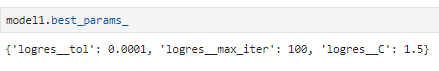 model1.best_params_
{'logres__tol': 0.0001, 'logres__max_iter': 100, 'logres__C': 1.5}